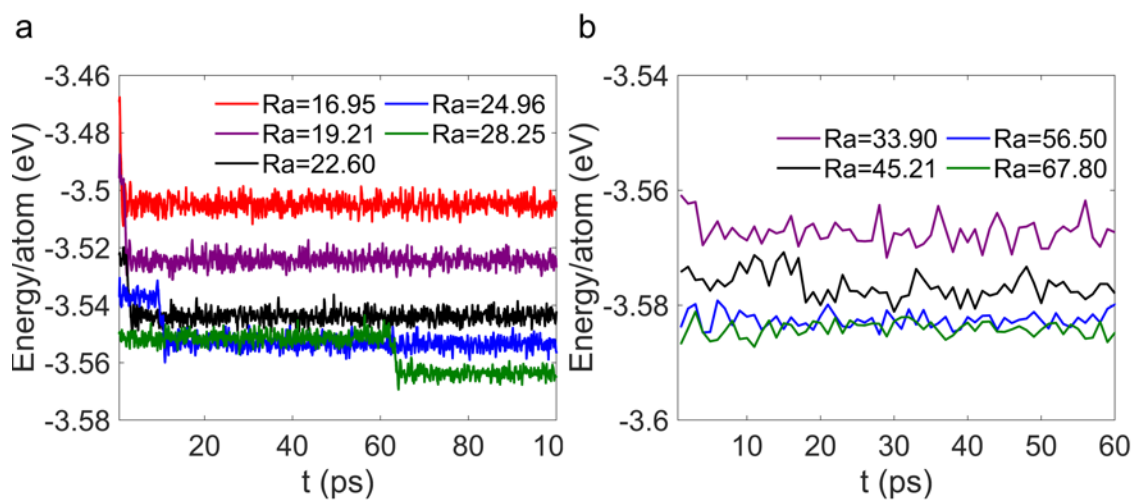 a
b
-3.46
-3.48
-3.5
-3.52
-3.54
-3.56
-3.58
Energy/atom (eV)
Ra=16.95
Ra=24.96
Ra=19.21
Ra=28.25
Ra=22.60
20
40
60
80
10
t (ps)
-3.54
-3.56
-3.58
-3.6
Energy/atom (eV)
Ra=33.90
Ra=56.50
Ra=45.21
Ra=67.80
10
20
30
40
50
60
t (ps)